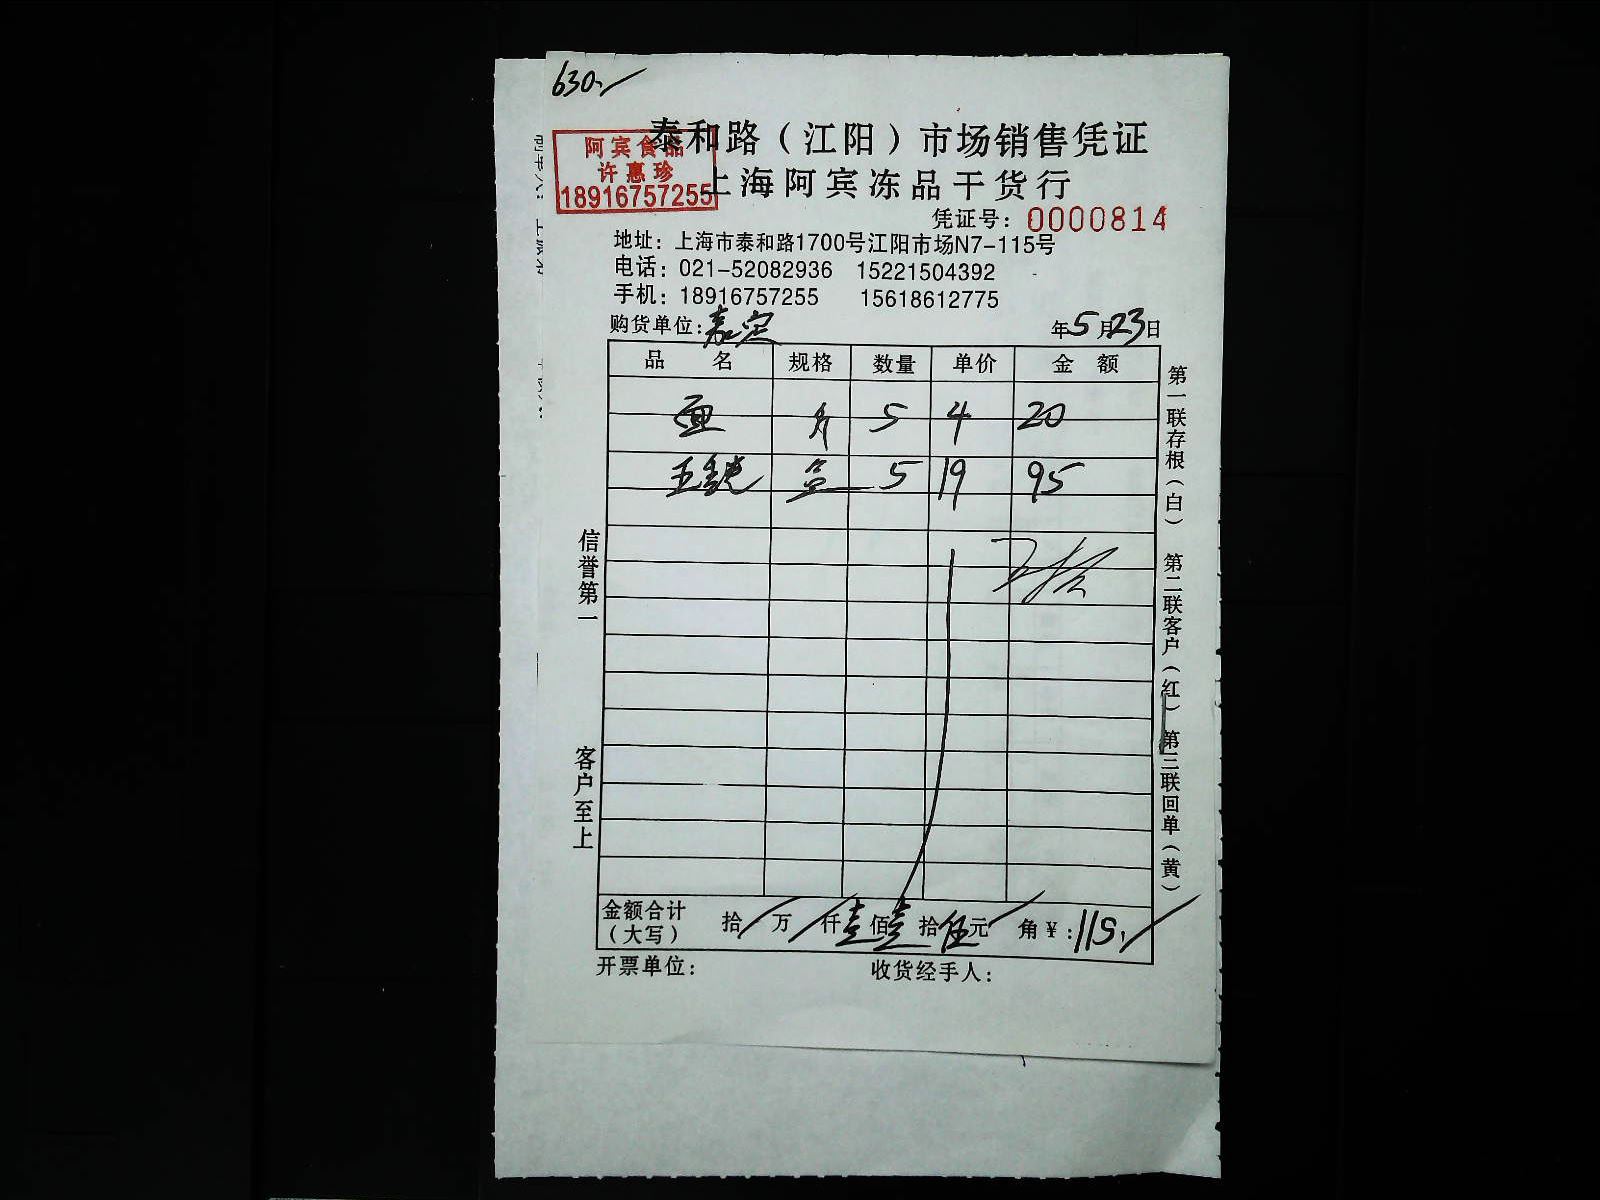 630
泰和路（江阳）市场销售凭证
阿宾食品
许惠珍
18916757255
上海阿宾冻品干货行
凭证号：0000814
地址：上海市泰和路1700号江阳市场N7-115号
电话：021-52082936 15221504392
手机：18916757255 15618612775
购货单位：嘉定 年5月23日
品 名 规格 数量 单价 金 额
面 斤 5 4 20
5 19 95
金额合计（大写） 拾 万 仟壹佰壹拾伍元 角￥：115
开票单位： 收货经手人：
信誉第一
客户至上
第一联存根（白） 第二联客户（红） 第三联回单（黄）